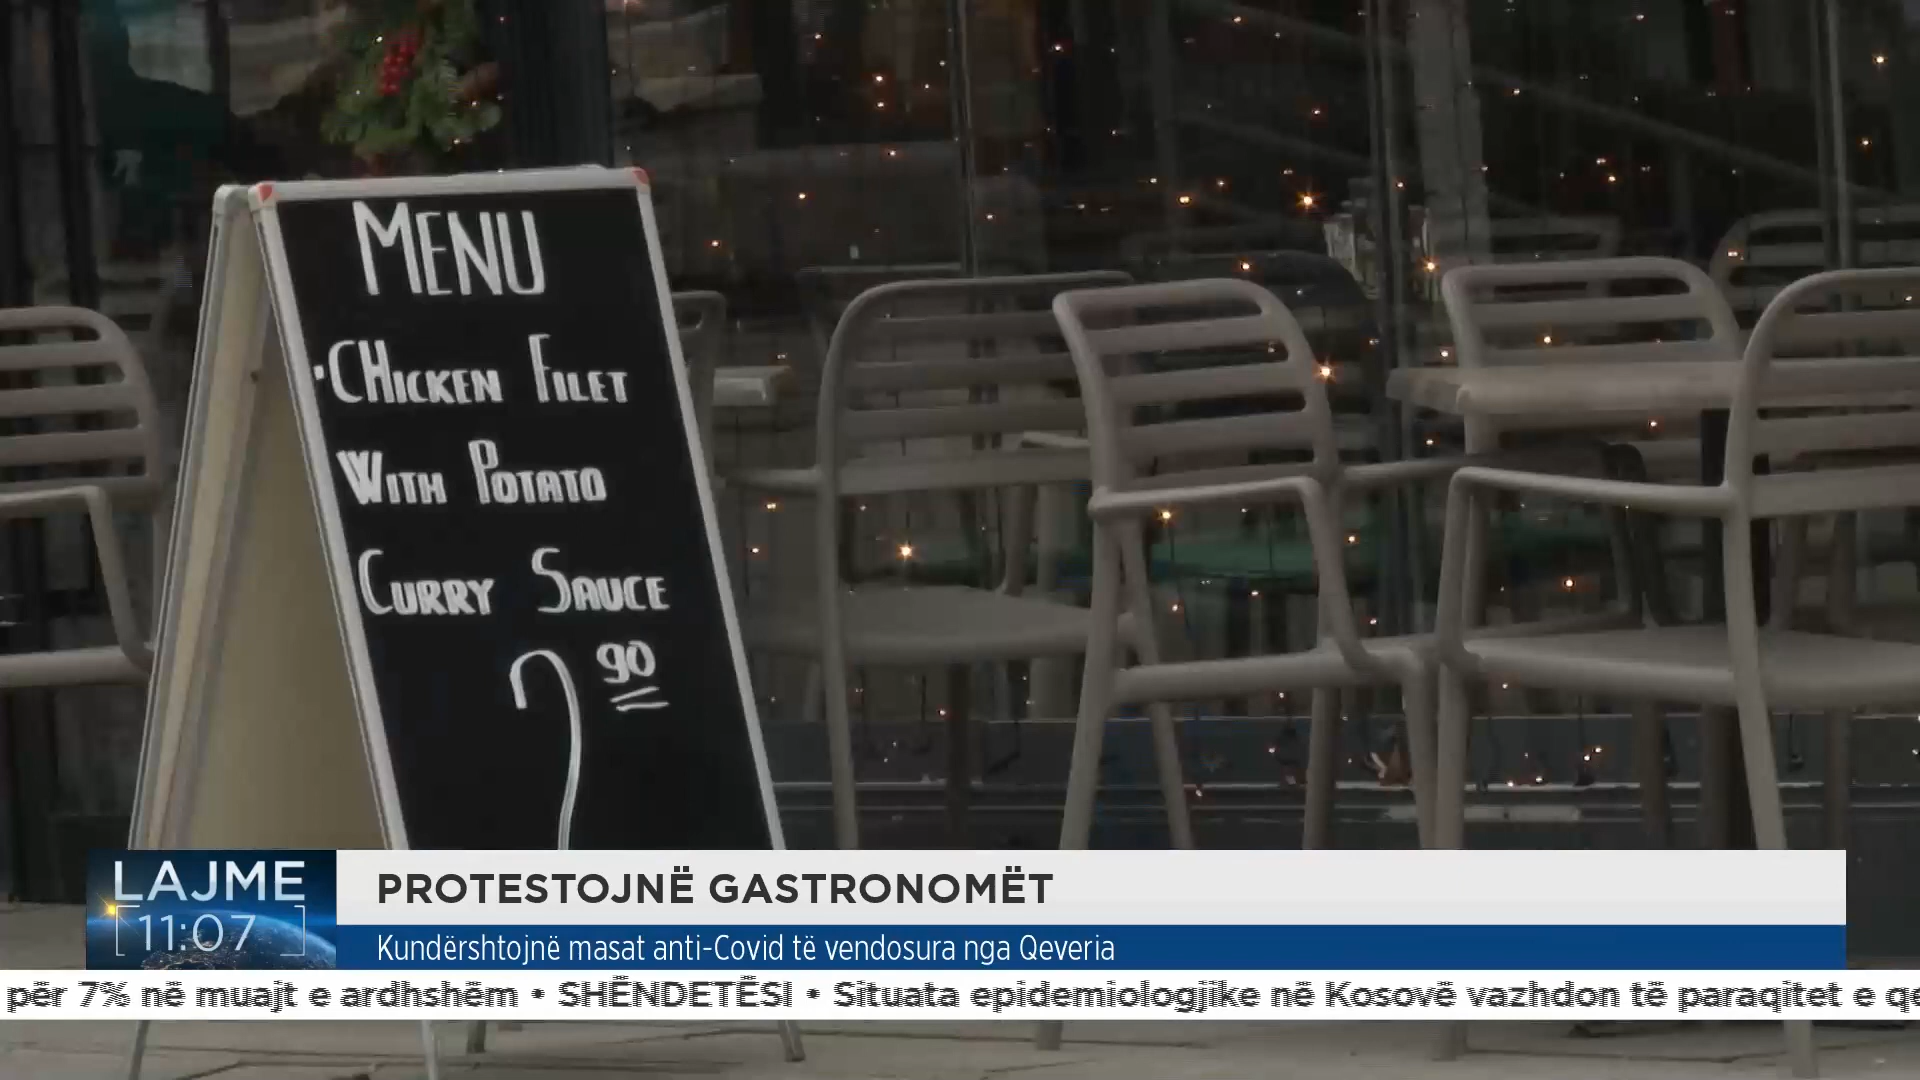 MENU
·CHICKEN FILET
WITH POTATO
CURRY SAUCE
90
LAJME
11:07
PROTESTOJNË GASTRONOMËT
Kundërshtojnë masat anti-Covid të vendosura nga Qeveria
për 7% në muajt e ardhshëm • SHËNDETËSI • Situata epidemiologjike në Kosovë vazhdon të paraqitet e